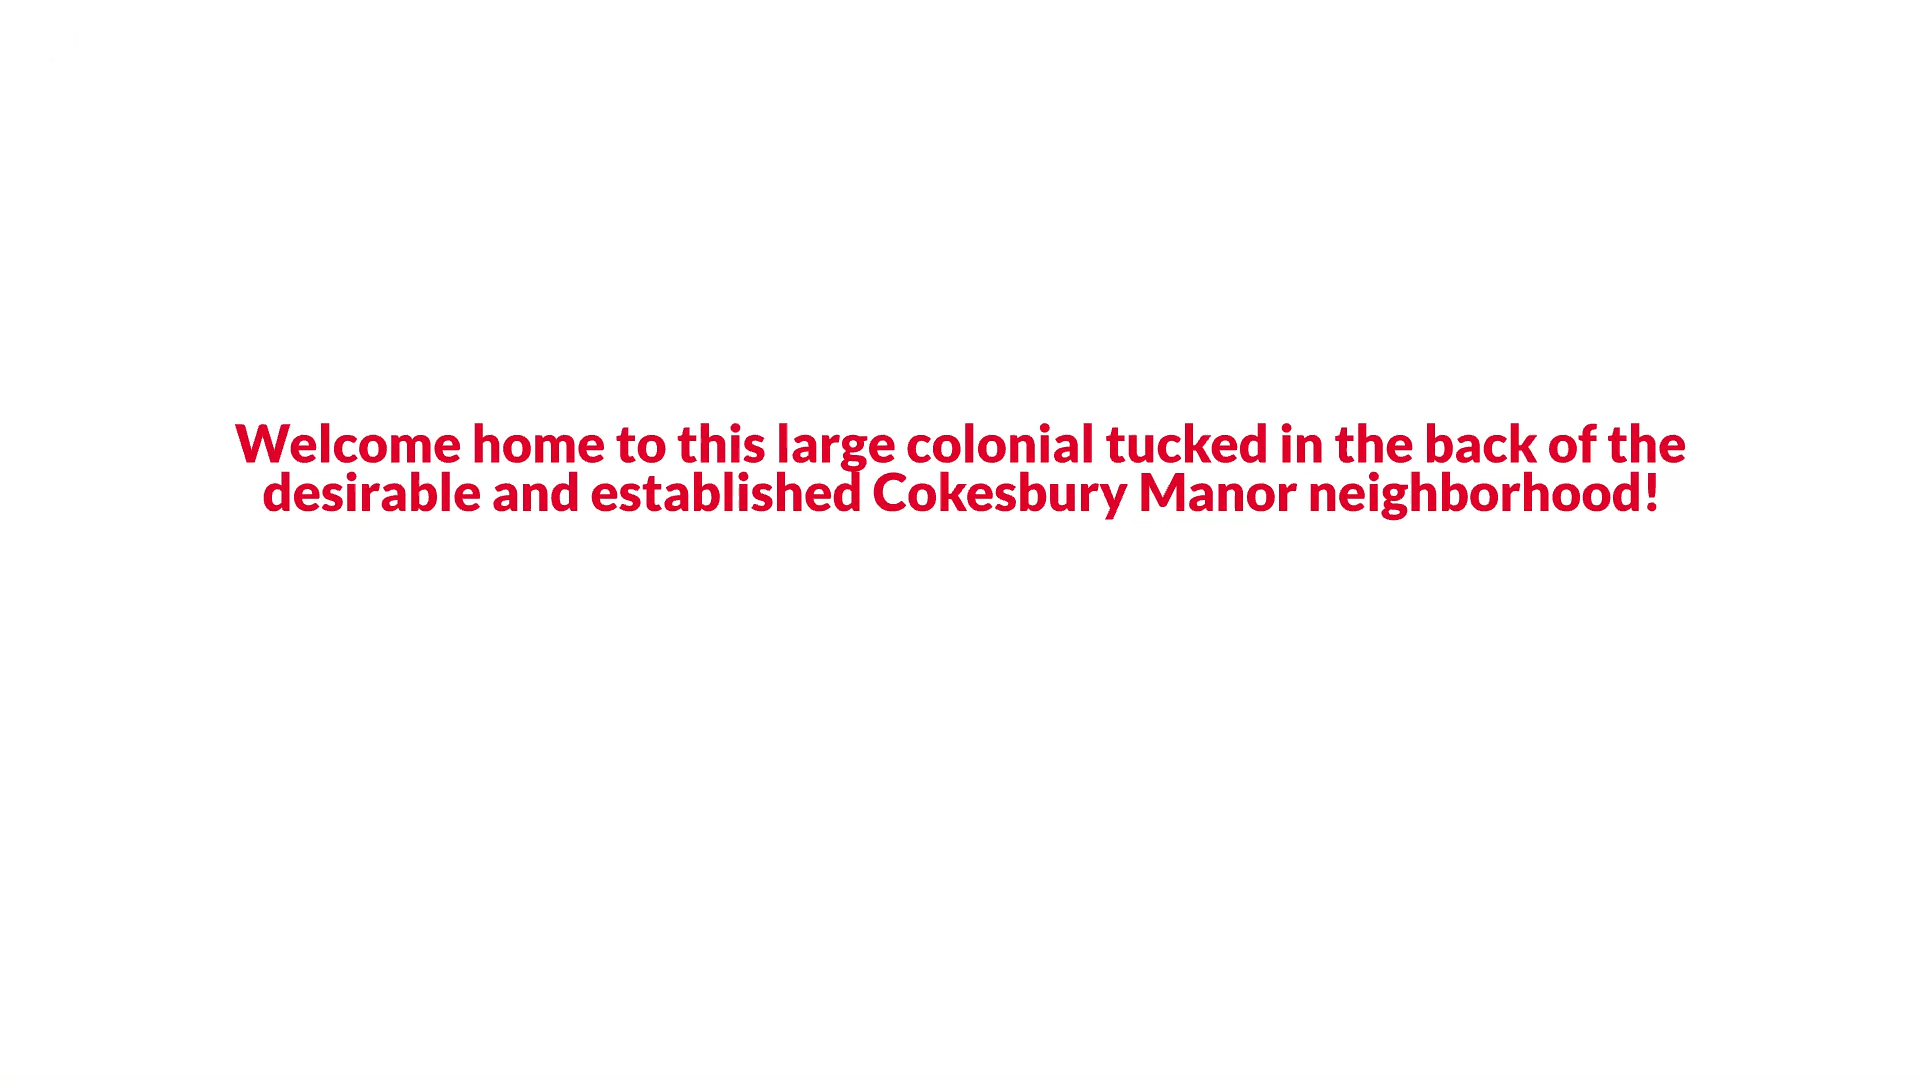 Welcome home to this large colonial tucked in the back of the
desirable and established Cokesbury Manor neighborhood!